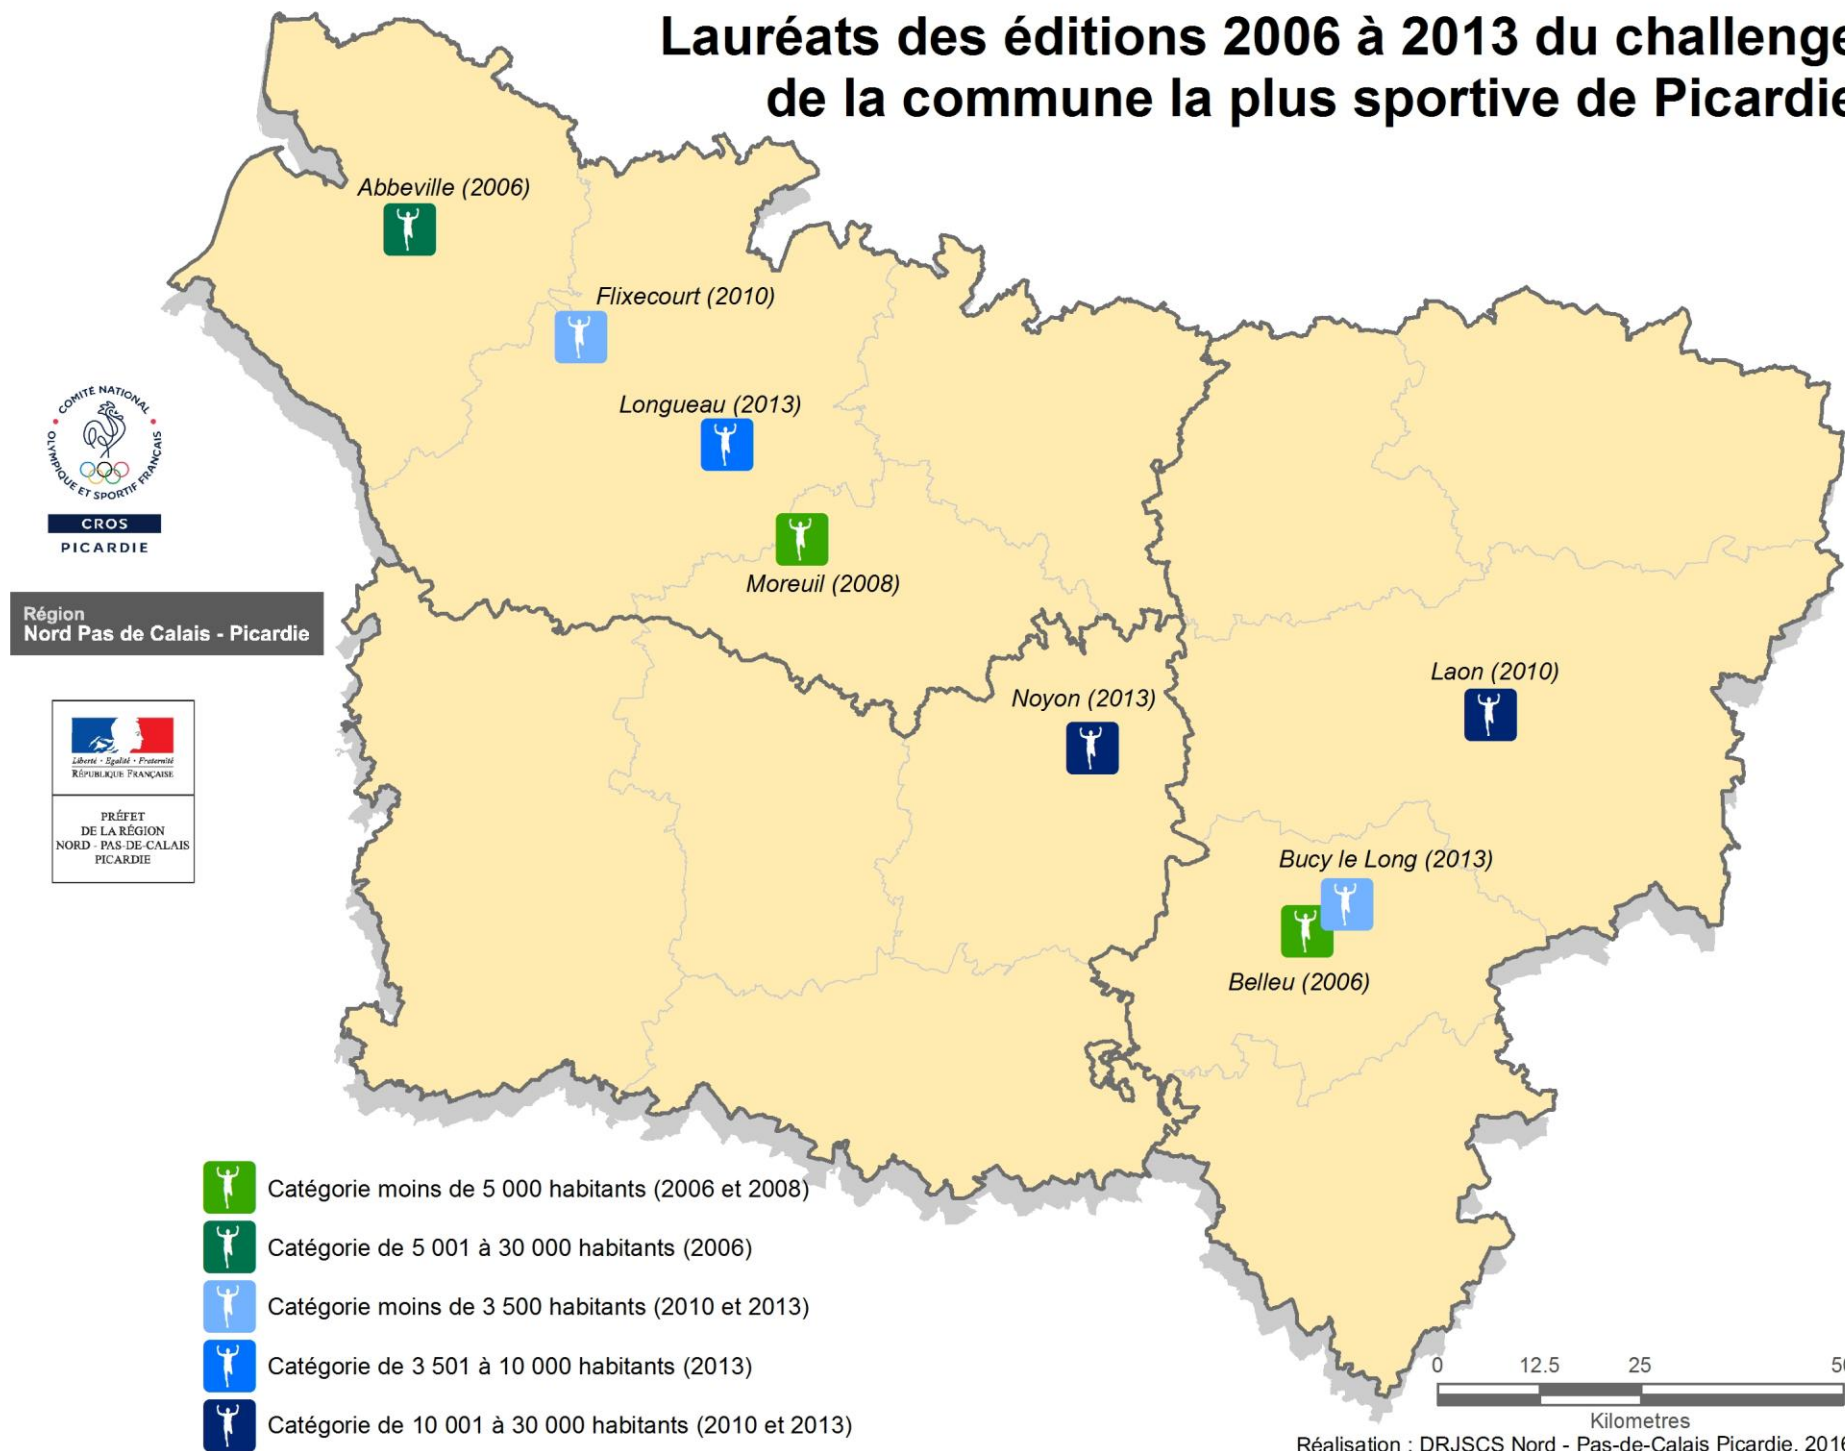 Lauréats des éditions 2006 à 2013 du challenge
de la commune la plus sportive de Picardie
Abbeville (2006)
Flixecourt (2010)
Longueau (2013)
Moreuil (2008)
Noyon (2013)
Laon (2010)
Bucy le Long (2013)
Belleu (2006)
COMITÉ NATIONAL
OLYMPIQUE ET SPORTIF FRANÇAIS
CROS
PICARDIE
Région
Nord Pas de Calais - Picardie
Liberté • Égalité • Fraternité
RÉPUBLIQUE FRANÇAISE
PRÉFET
DE LA RÉGION
NORD - PAS-DE-CALAIS
PICARDIE
Catégorie moins de 5 000 habitants (2006 et 2008)
Catégorie de 5 001 à 30 000 habitants (2006)
Catégorie moins de 3 500 habitants (2010 et 2013)
Catégorie de 3 501 à 10 000 habitants (2013)
Catégorie de 10 001 à 30 000 habitants (2010 et 2013)
0 12.5 25 50
Kilometres
Réalisation : DRJSCS Nord - Pas-de-Calais Picardie, 2016